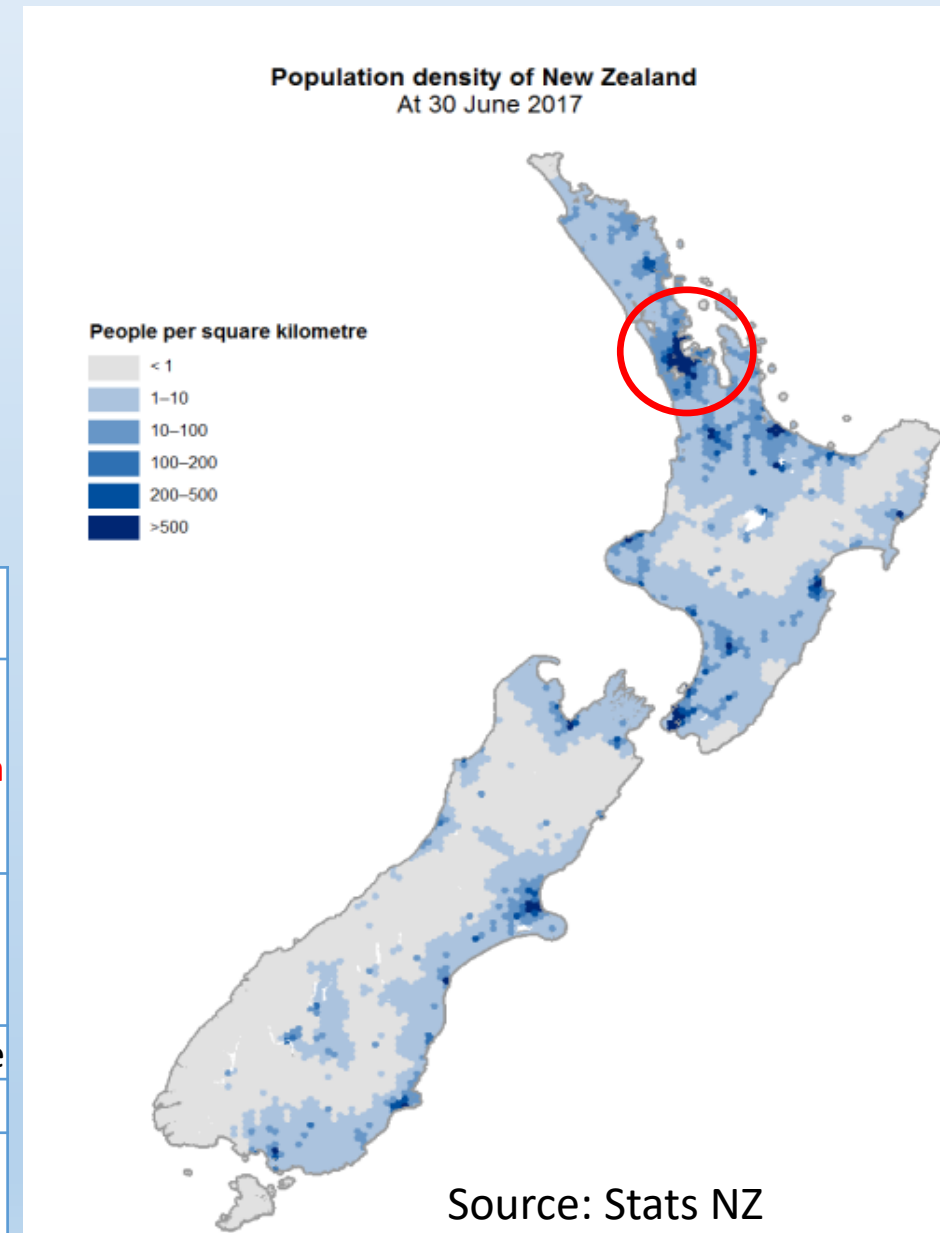 Population density of New Zealand
At 30 June 2017
People per square kilometre
< 1
1–10
10–100
100–200
200–500
>500
Source: Stats NZ